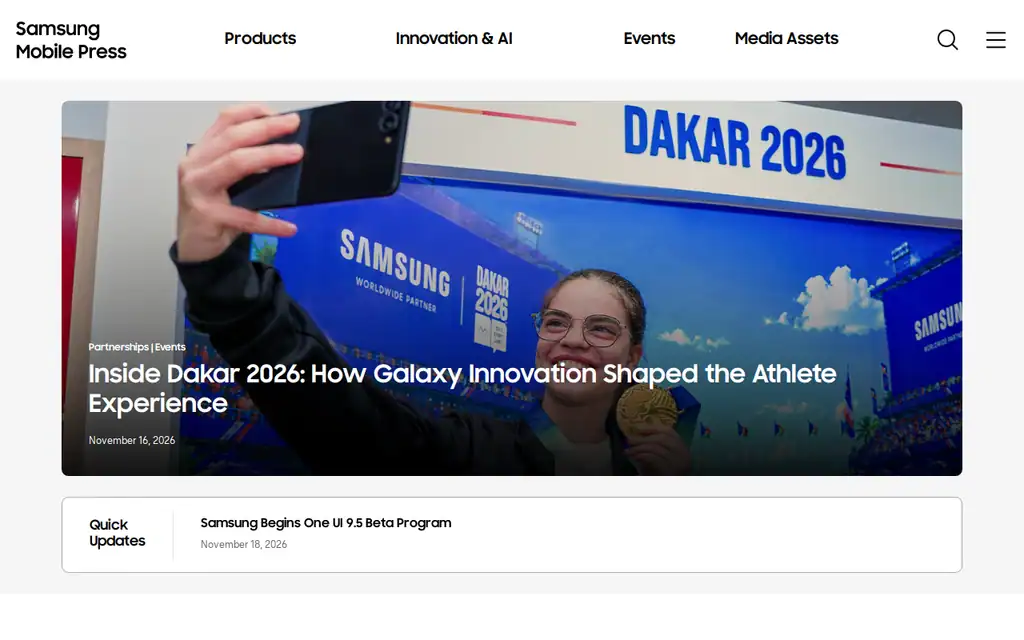 Samsung
Mobile Press
Products
Innovation & AI
Events
Media Assets
DAKAR 2026
SAMSUNG
WORLDWIDE PARTNER
DAKAR
2026
SAMSUNG
Partnerships | Events
Inside Dakar 2026: How Galaxy Innovation Shaped the Athlete
Experience
November 16, 2026
Quick
Updates
Samsung Begins One UI 9.5 Beta Program
November 18, 2026